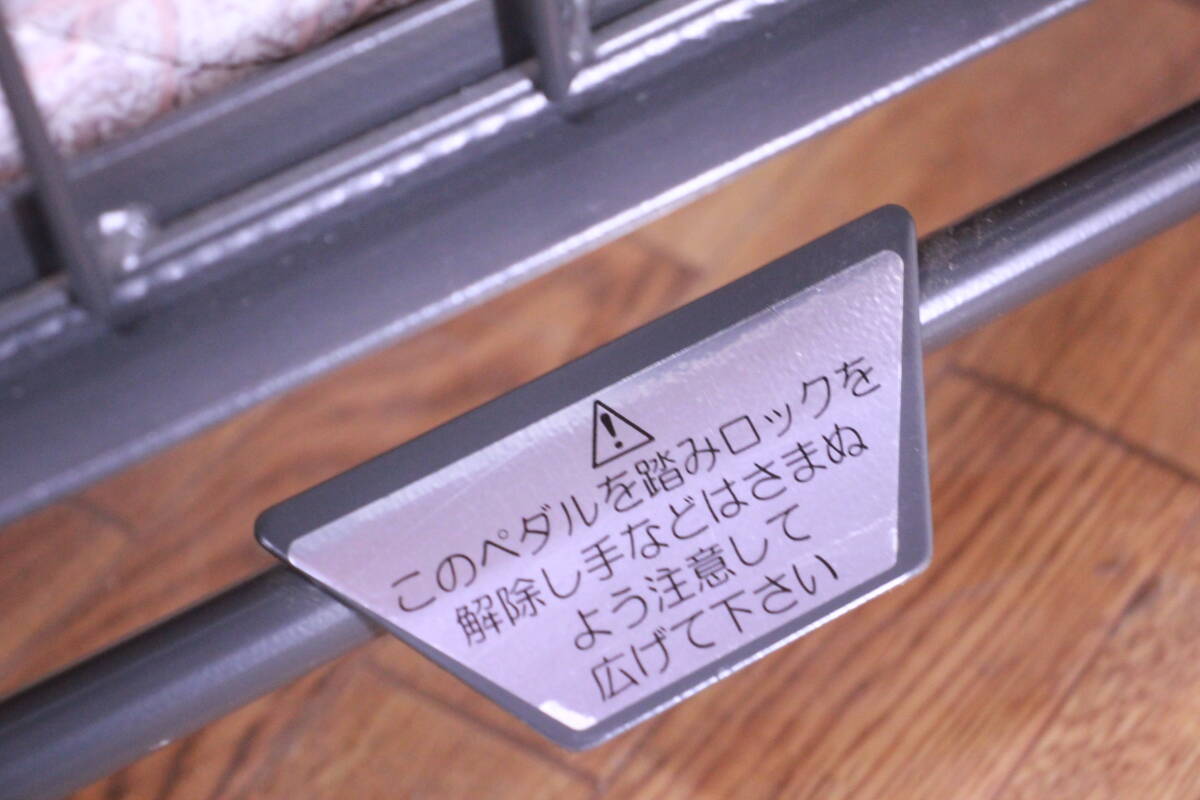 このペダルを踏みロックを
解除し手などはさまぬ
よう注意して
広げて下さい